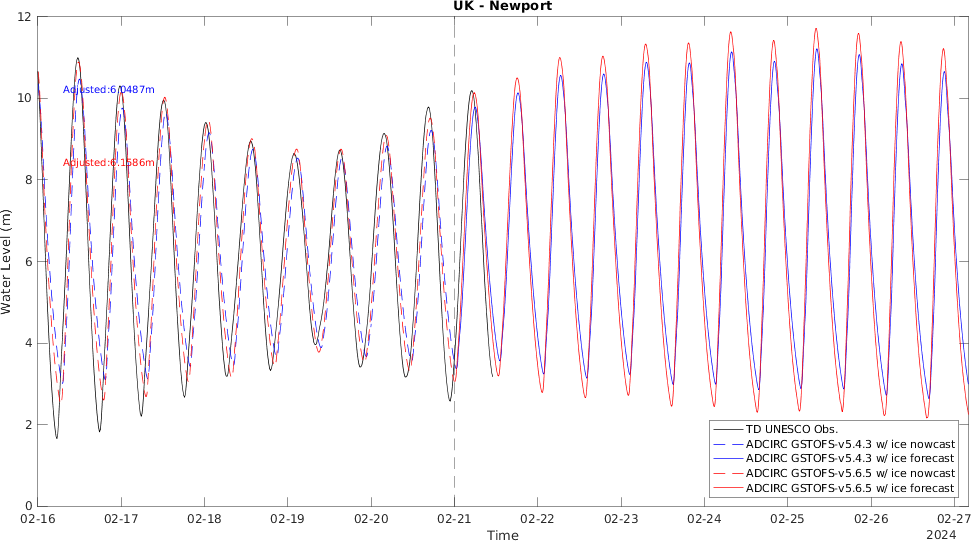 UK - Newport
12
10
8
6
4
2
0
Water Level (m)
Adjusted:6.0487m
Adjusted:6.1586m
TD UNESCO Obs.
ADCIRC GSTOFS-v5.4.3 w/ ice nowcast
ADCIRC GSTOFS-v5.4.3 w/ ice forecast
ADCIRC GSTOFS-v5.6.5 w/ ice nowcast
ADCIRC GSTOFS-v5.6.5 w/ ice forecast
02-16 02-17 02-18 02-19 02-20 02-21 02-22 02-23 02-24 02-25 02-26 02-27
Time
2024